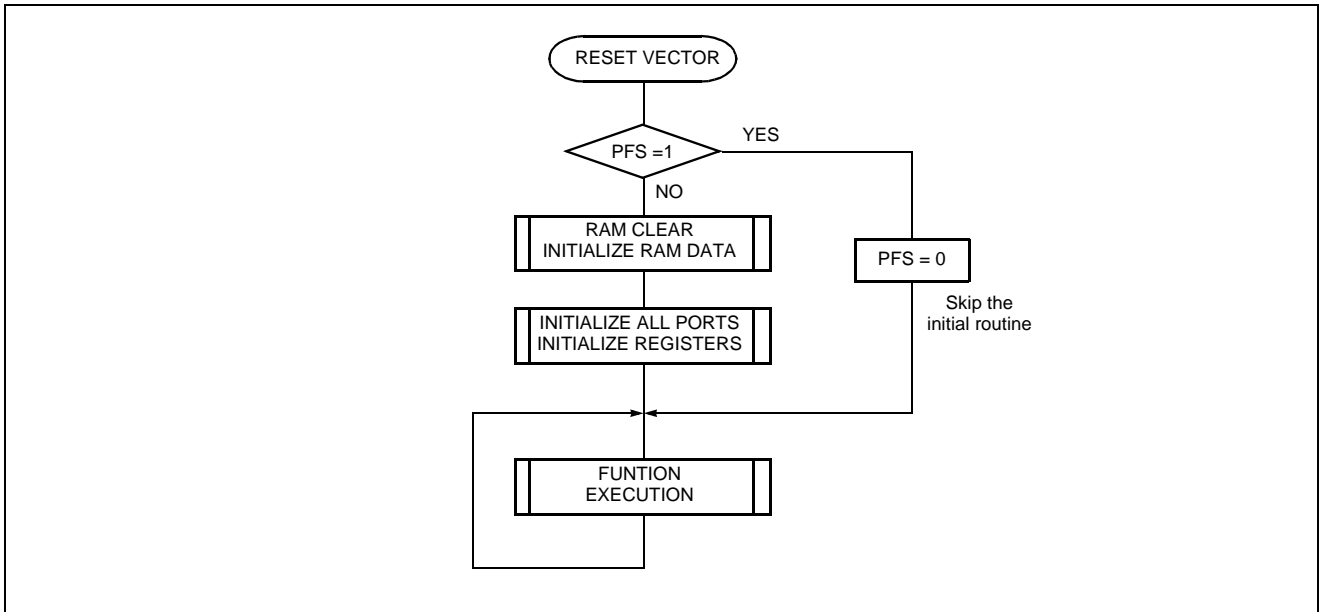 RESET VECTOR
PFS =1
YES
NO
RAM CLEAR
INITIALIZE RAM DATA
PFS = 0
Skip the
initial routine
INITIALIZE ALL PORTS
INITIALIZE REGISTERS
FUNTION
EXECUTION